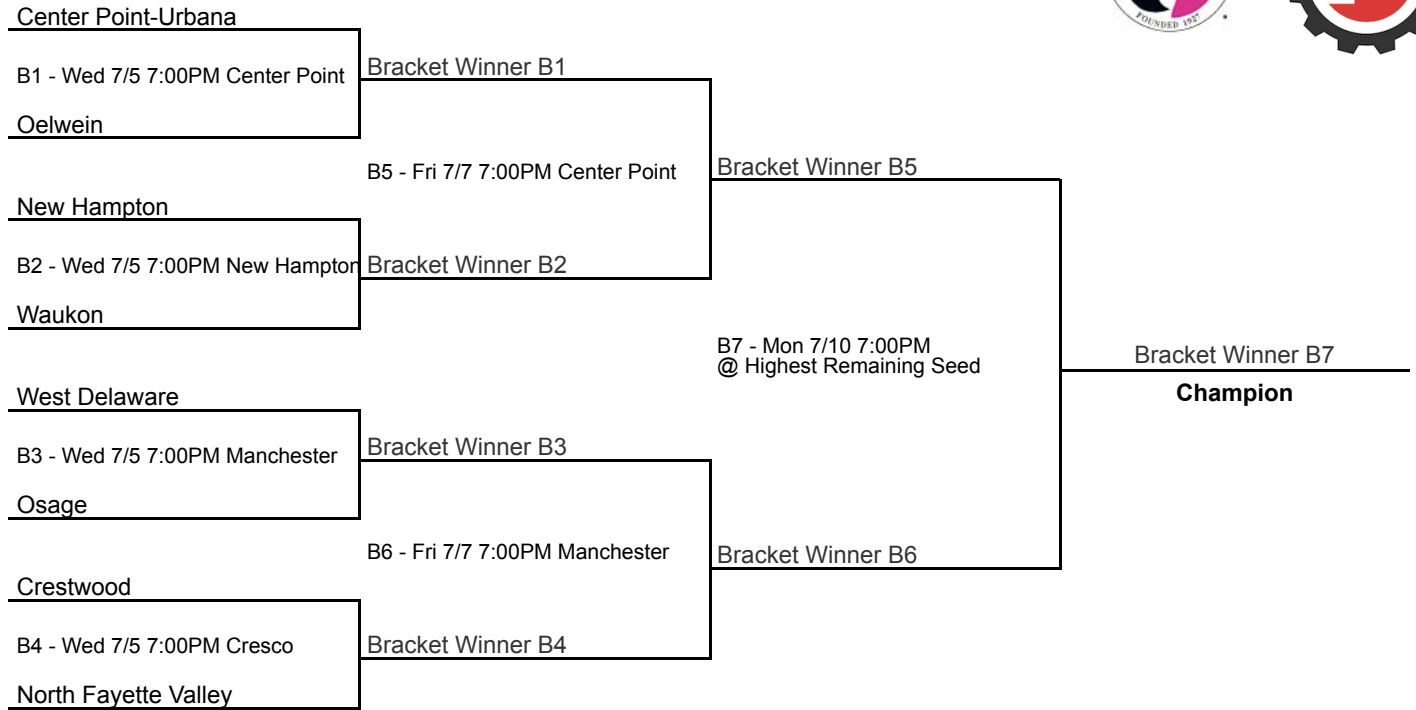 Center Point-Urbana
FOUNDED 1927
B1 - Wed 7/5 7:00PM Center Point
Bracket Winner B1
Oelwein
B5 - Fri 7/7 7:00PM Center Point
Bracket Winner B5
New Hampton
B2 - Wed 7/5 7:00PM New Hampton
Bracket Winner B2
Waukon
B7 - Mon 7/10 7:00PM
@ Highest Remaining Seed
Bracket Winner B7
Champion
West Delaware
B3 - Wed 7/5 7:00PM Manchester
Bracket Winner B3
Osage
B6 - Fri 7/7 7:00PM Manchester
Bracket Winner B6
Crestwood
B4 - Wed 7/5 7:00PM Cresco
Bracket Winner B4
North Fayette Valley